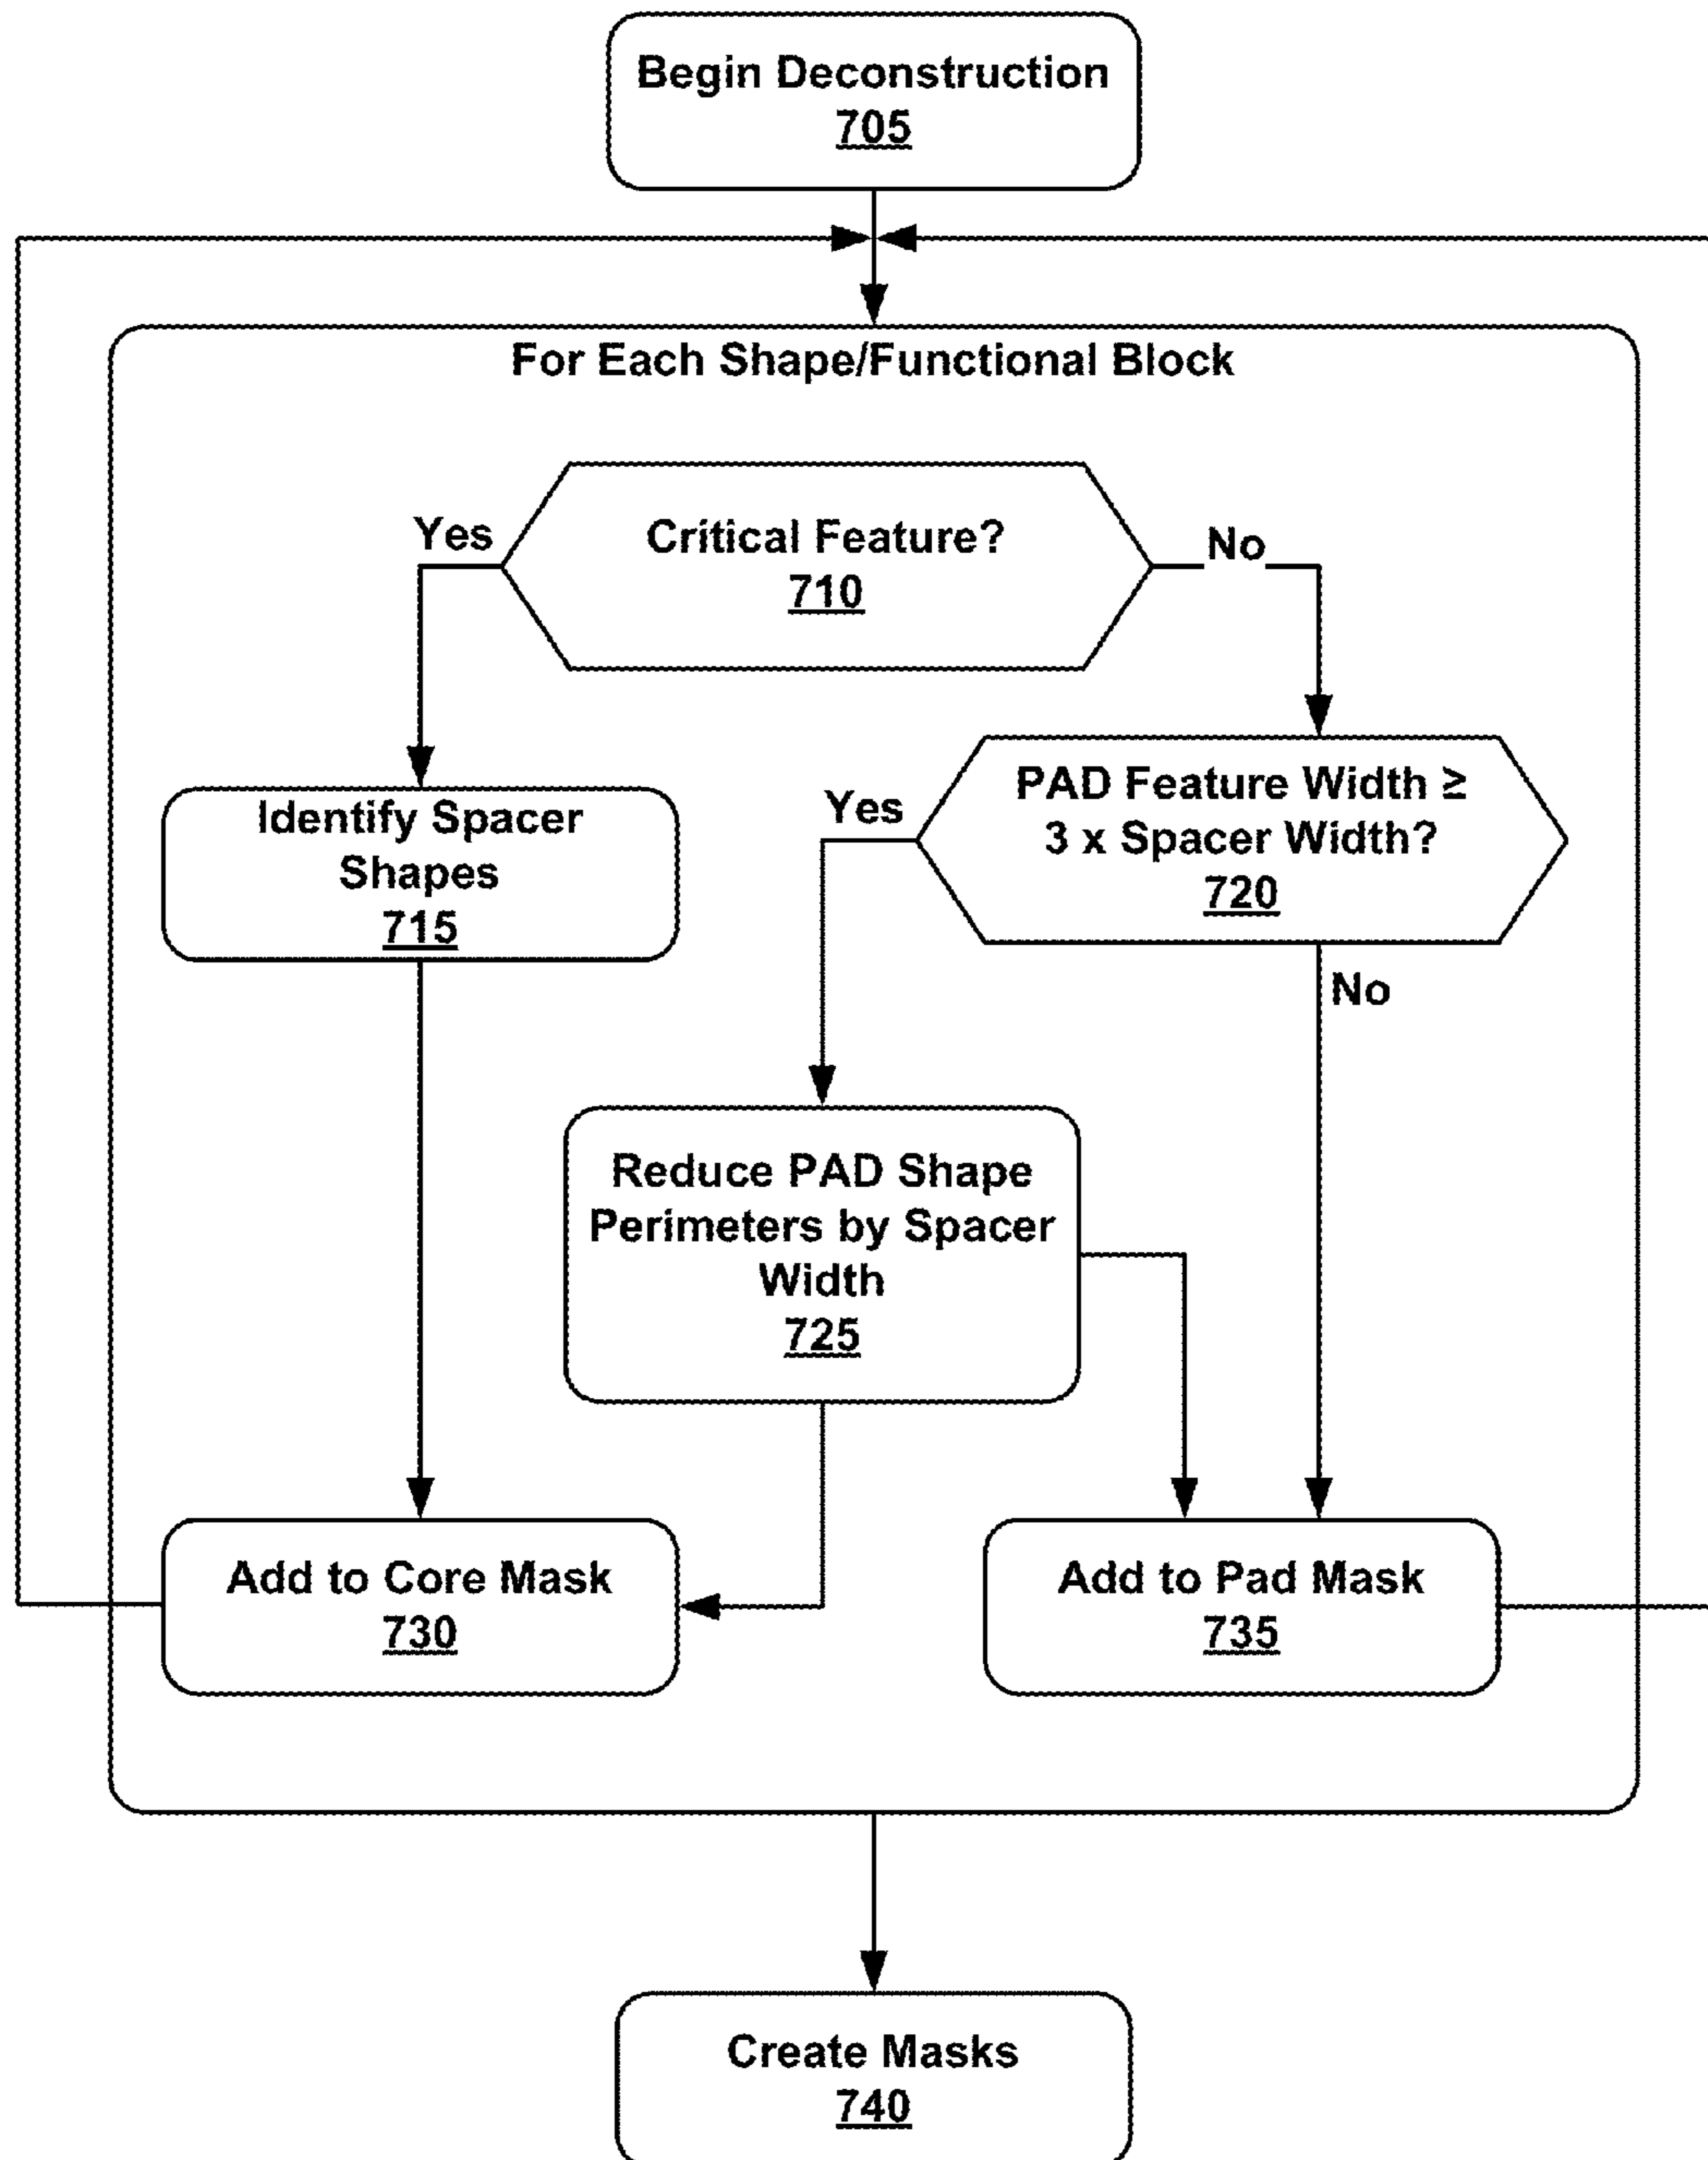 Begin Deconstruction
705
For Each Shape/Functional Block
Critical Feature?
710
Yes
No
Identify Spacer
Shapes
715
PAD Feature Width ≥
3 x Spacer Width?
720
Yes
No
Reduce PAD Shape
Perimeters by Spacer
Width
725
Add to Core Mask
730
Add to Pad Mask
735
Create Masks
740